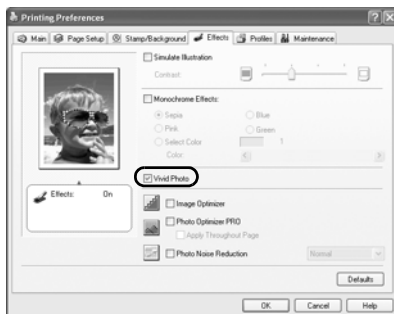 Printing Preferences
Main Page Setup Stamp/Background Effects Profiles Maintenance
Simulate Illustration
Contrast:
Monochrome Effects:
Sepia Blue
Pink Green
Select Color 1
Color:
Vivid Photo
Effects: On
Image Optimizer
Photo Optimizer PRO
Apply Throughout Page
Photo Noise Reduction Normal
Defaults
OK Cancel Help